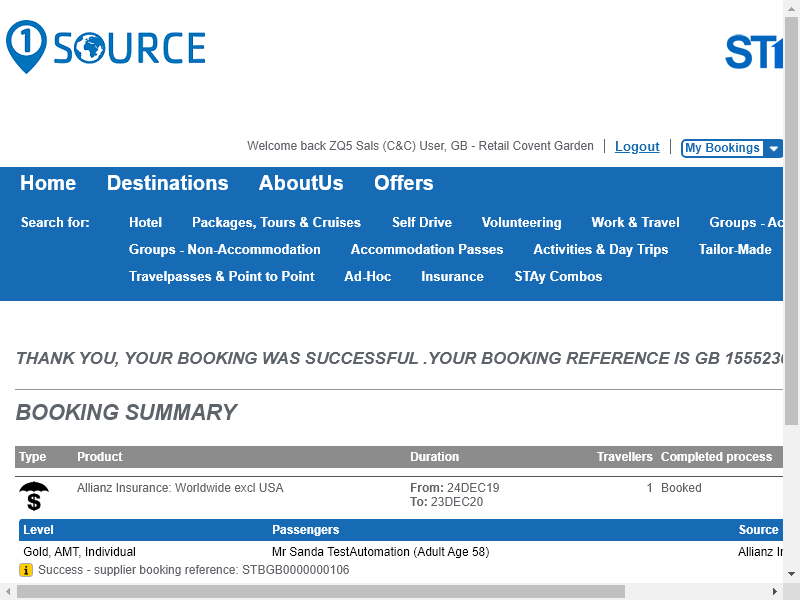 1 SOURCE
Welcome back ZQ5 Sals (C&C) User, GB - Retail Covent Garden | Logout | My Bookings
Home Destinations AboutUs Offers
Search for: Hotel Packages, Tours & Cruises Self Drive Volunteering Work & Travel Groups - Ac
Groups - Non-Accommodation Accommodation Passes Activities & Day Trips Tailor-Made
Travelpasses & Point to Point Ad-Hoc Insurance STAy Combos
THANK YOU, YOUR BOOKING WAS SUCCESSFUL .YOUR BOOKING REFERENCE IS GB 155523
BOOKING SUMMARY
Type Product Duration Travellers Completed process
Allianz Insurance: Worldwide excl USA From: 24DEC19 1 Booked
To: 23DEC20
Level Passengers Source
Gold, AMT, Individual Mr Sanda TestAutomation (Adult Age 58) Allianz
Success - supplier booking reference: STBGB0000000106